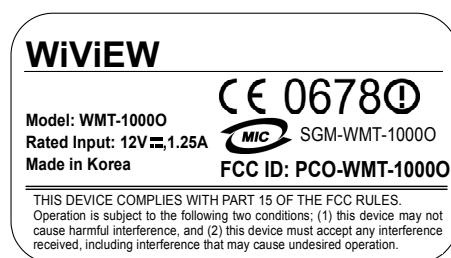 WiViEW
CE 0678
Model: WMT-1000O
Rated Input: 12V⎓,1.25A
MIC SGM-WMT-1000O
Made in Korea
FCC ID: PCO-WMT-1000O
THIS DEVICE COMPLIES WITH PART 15 OF THE FCC RULES.
Operation is subject to the following two conditions; (1) this device may not
cause harmful interference, and (2) this device must accept any interference
received, including interference that may cause undesired operation.